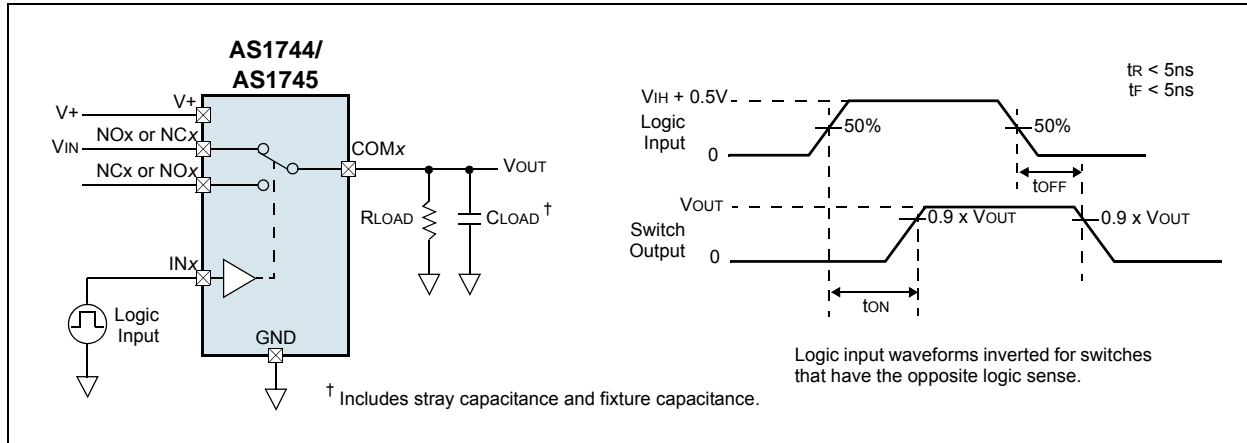 AS1744/
AS1745
V+
V+
NOx or NCx
VIN
NCx or NOx
COMx
VOUT
RLOAD
CLOAD †
INx
Logic
Input
GND
† Includes stray capacitance and fixture capacitance.
tR < 5ns
tF < 5ns
VIH + 0.5V
Logic
Input
0
50%
50%
tOFF
VOUT
Switch
Output
0
0.9 x VOUT
0.9 x VOUT
tON
Logic input waveforms inverted for switches
that have the opposite logic sense.